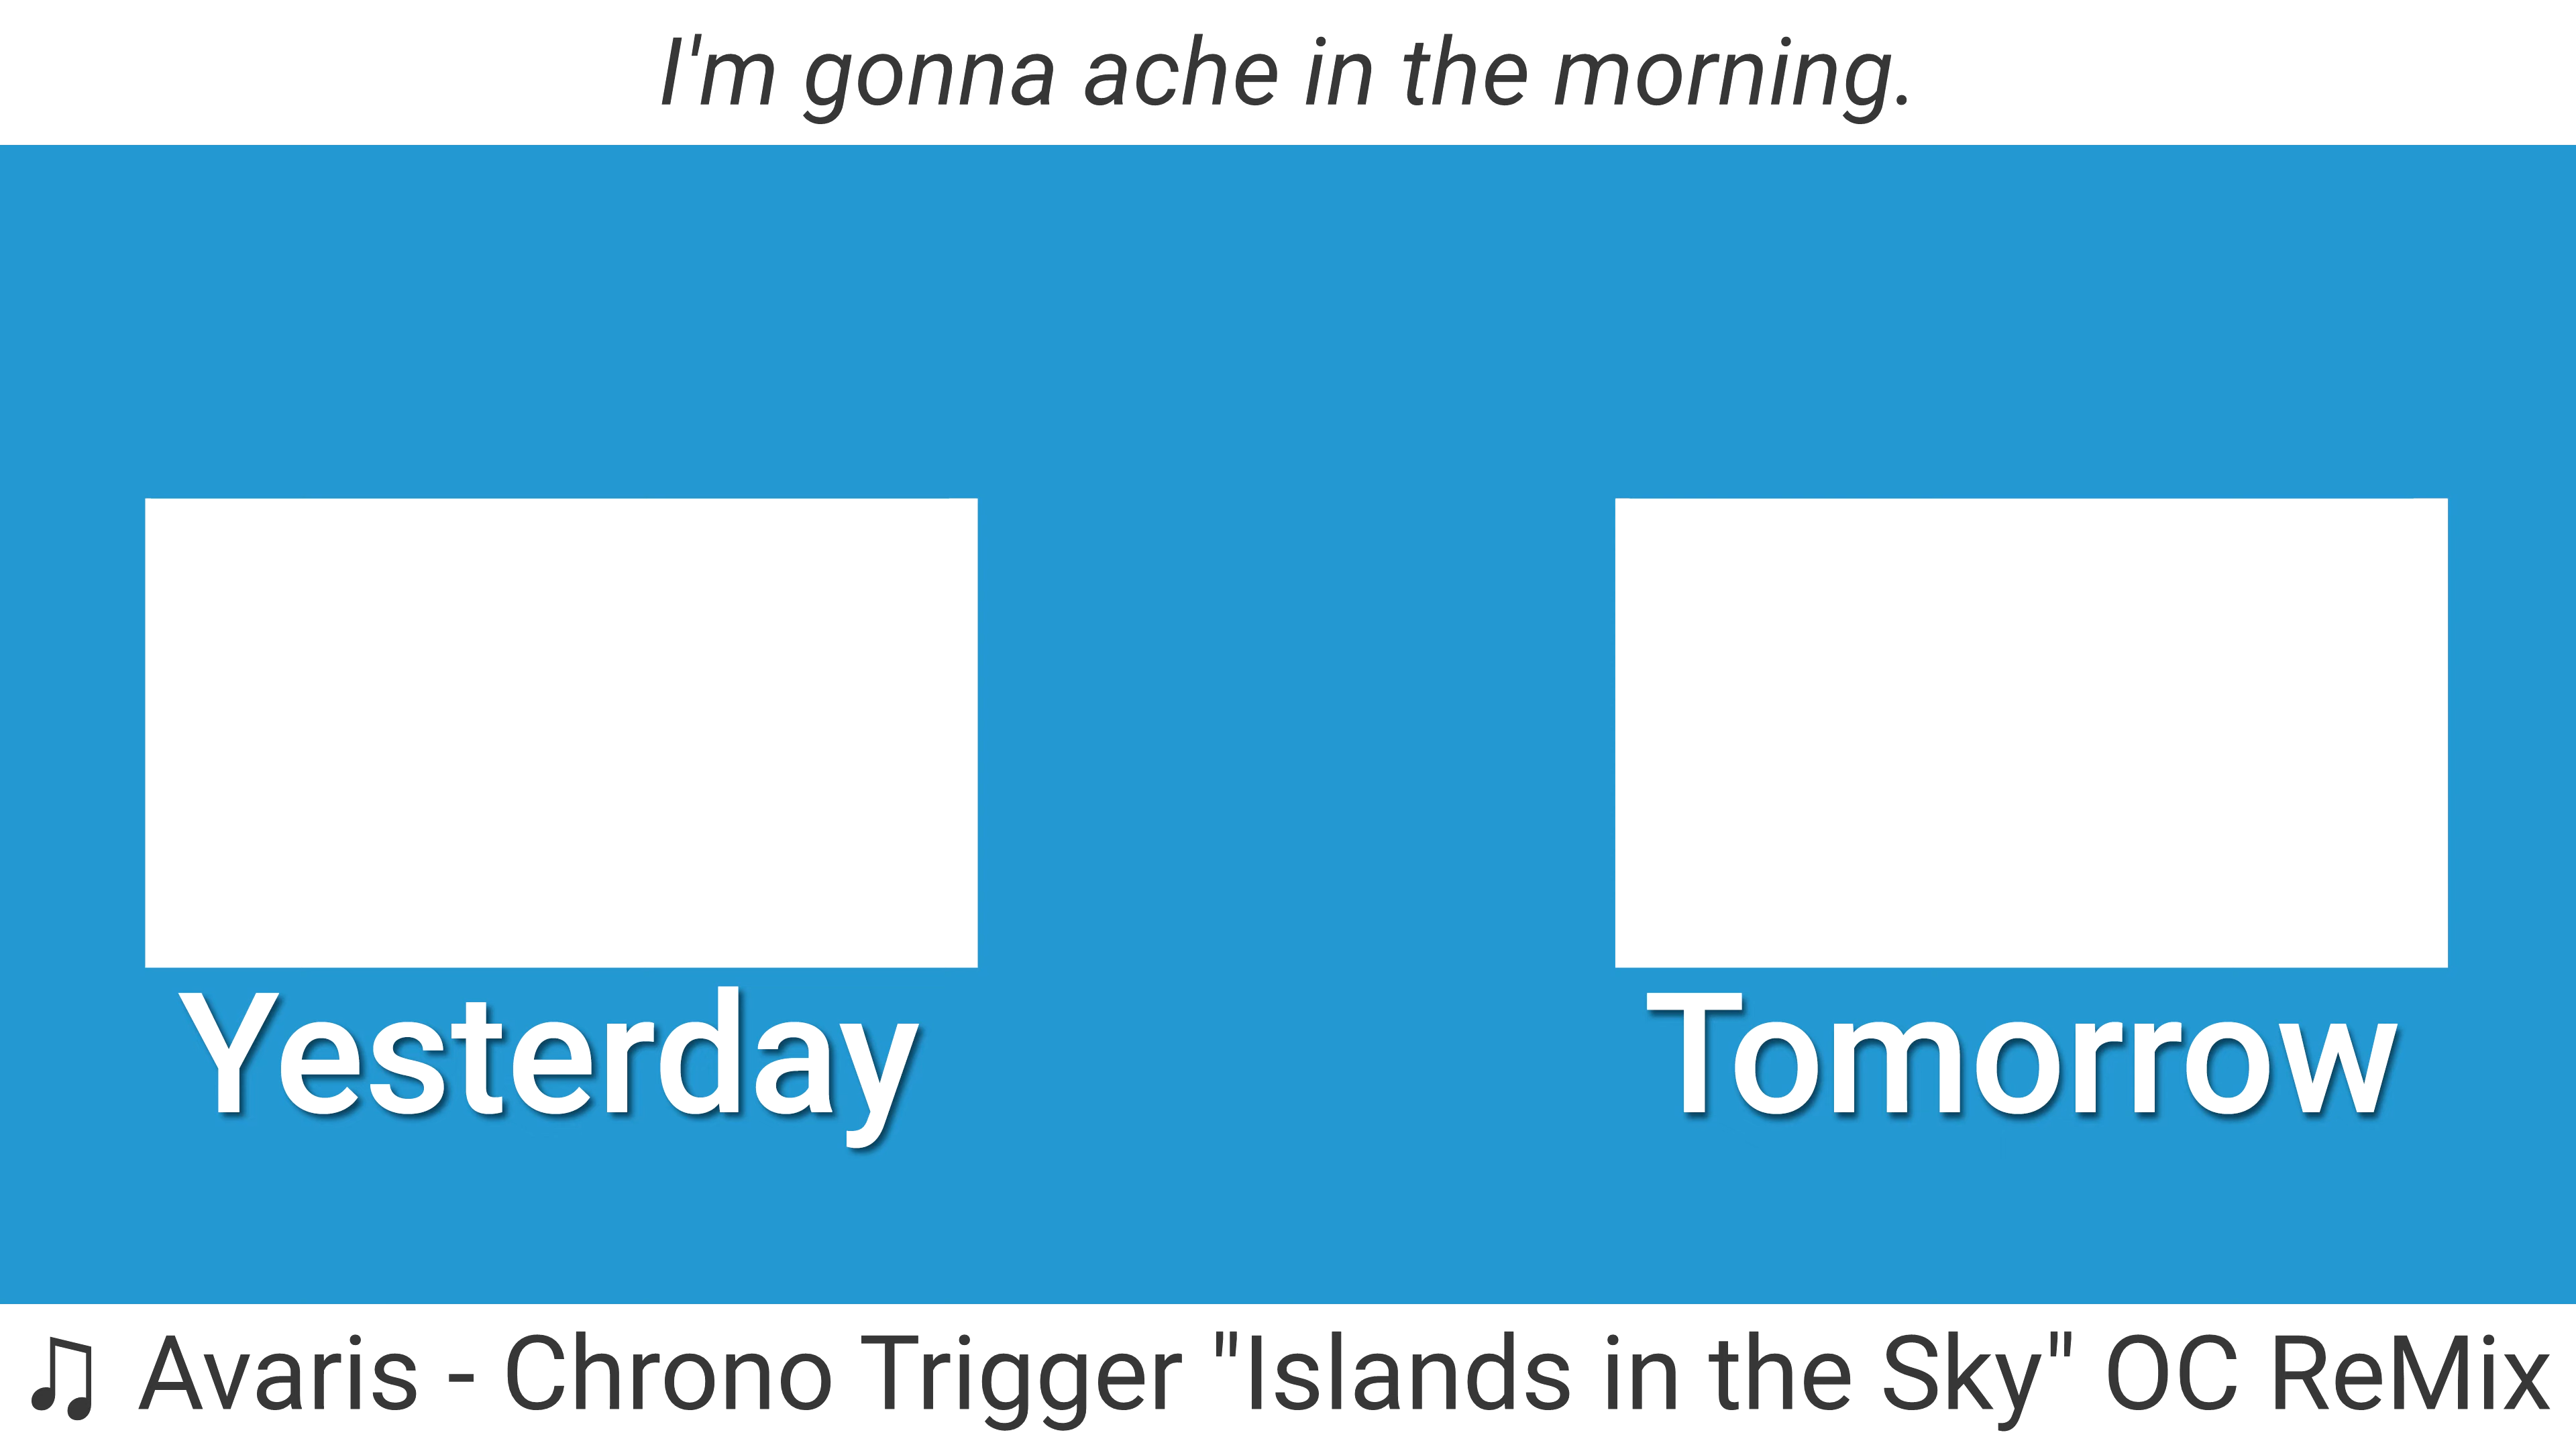 I'm gonna ache in the morning.
Yesterday
Tomorrow
♫ Avaris - Chrono Trigger "Islands in the Sky" OC ReMix